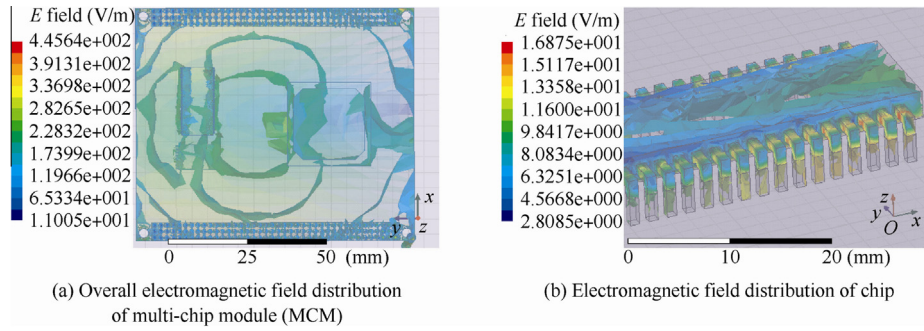 E field (V/m)
4.4564e+002
3.9131e+002
3.3698e+002
2.8265e+002
2.2832e+002
1.7399e+002
1.1966e+002
6.5334e+001
1.1005e+001
y
x
z
0 25 50 (mm)
(a) Overall electromagnetic field distribution
of multi-chip module (MCM)
E field (V/m)
1.6875e+001
1.5117e+001
1.3358e+001
1.1600e+001
9.8417e+000
8.0834e+000
6.3251e+000
4.5668e+000
2.8085e+000
z
y
O x
0 10 20 (mm)
(b) Electromagnetic field distribution of chip